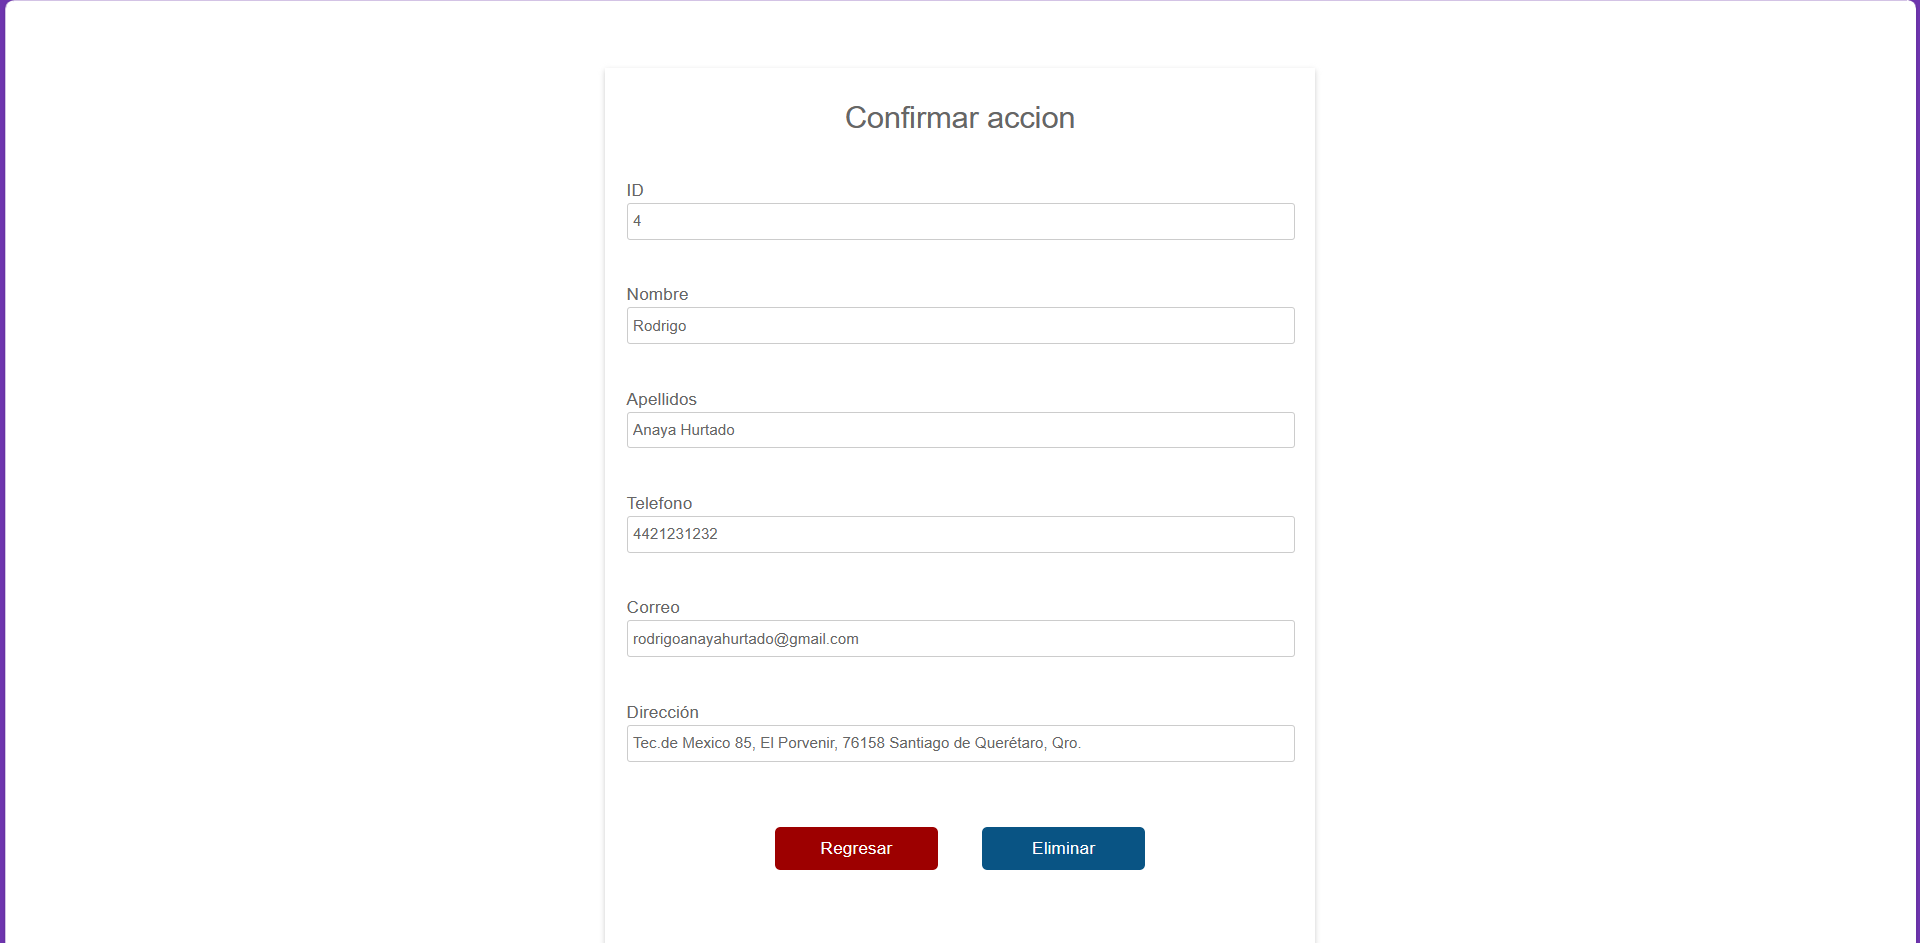 Confirmar accion
ID
4
Nombre
Rodrigo
Apellidos
Anaya Hurtado
Telefono
4421231232
Correo
rodrigoanayahurtado@gmail.com
Dirección
Tec.de Mexico 85, El Porvenir, 76158 Santiago de Querétaro, Qro.
Regresar Eliminar